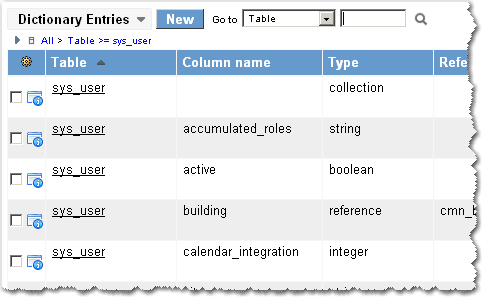 Dictionary Entries New Go to Table
All > Table >= sys_user
Table Column name Type Refe
sys_user collection
sys_user accumulated_roles string
sys_user active boolean
sys_user building reference cmn_b
sys_user calendar_integration integer